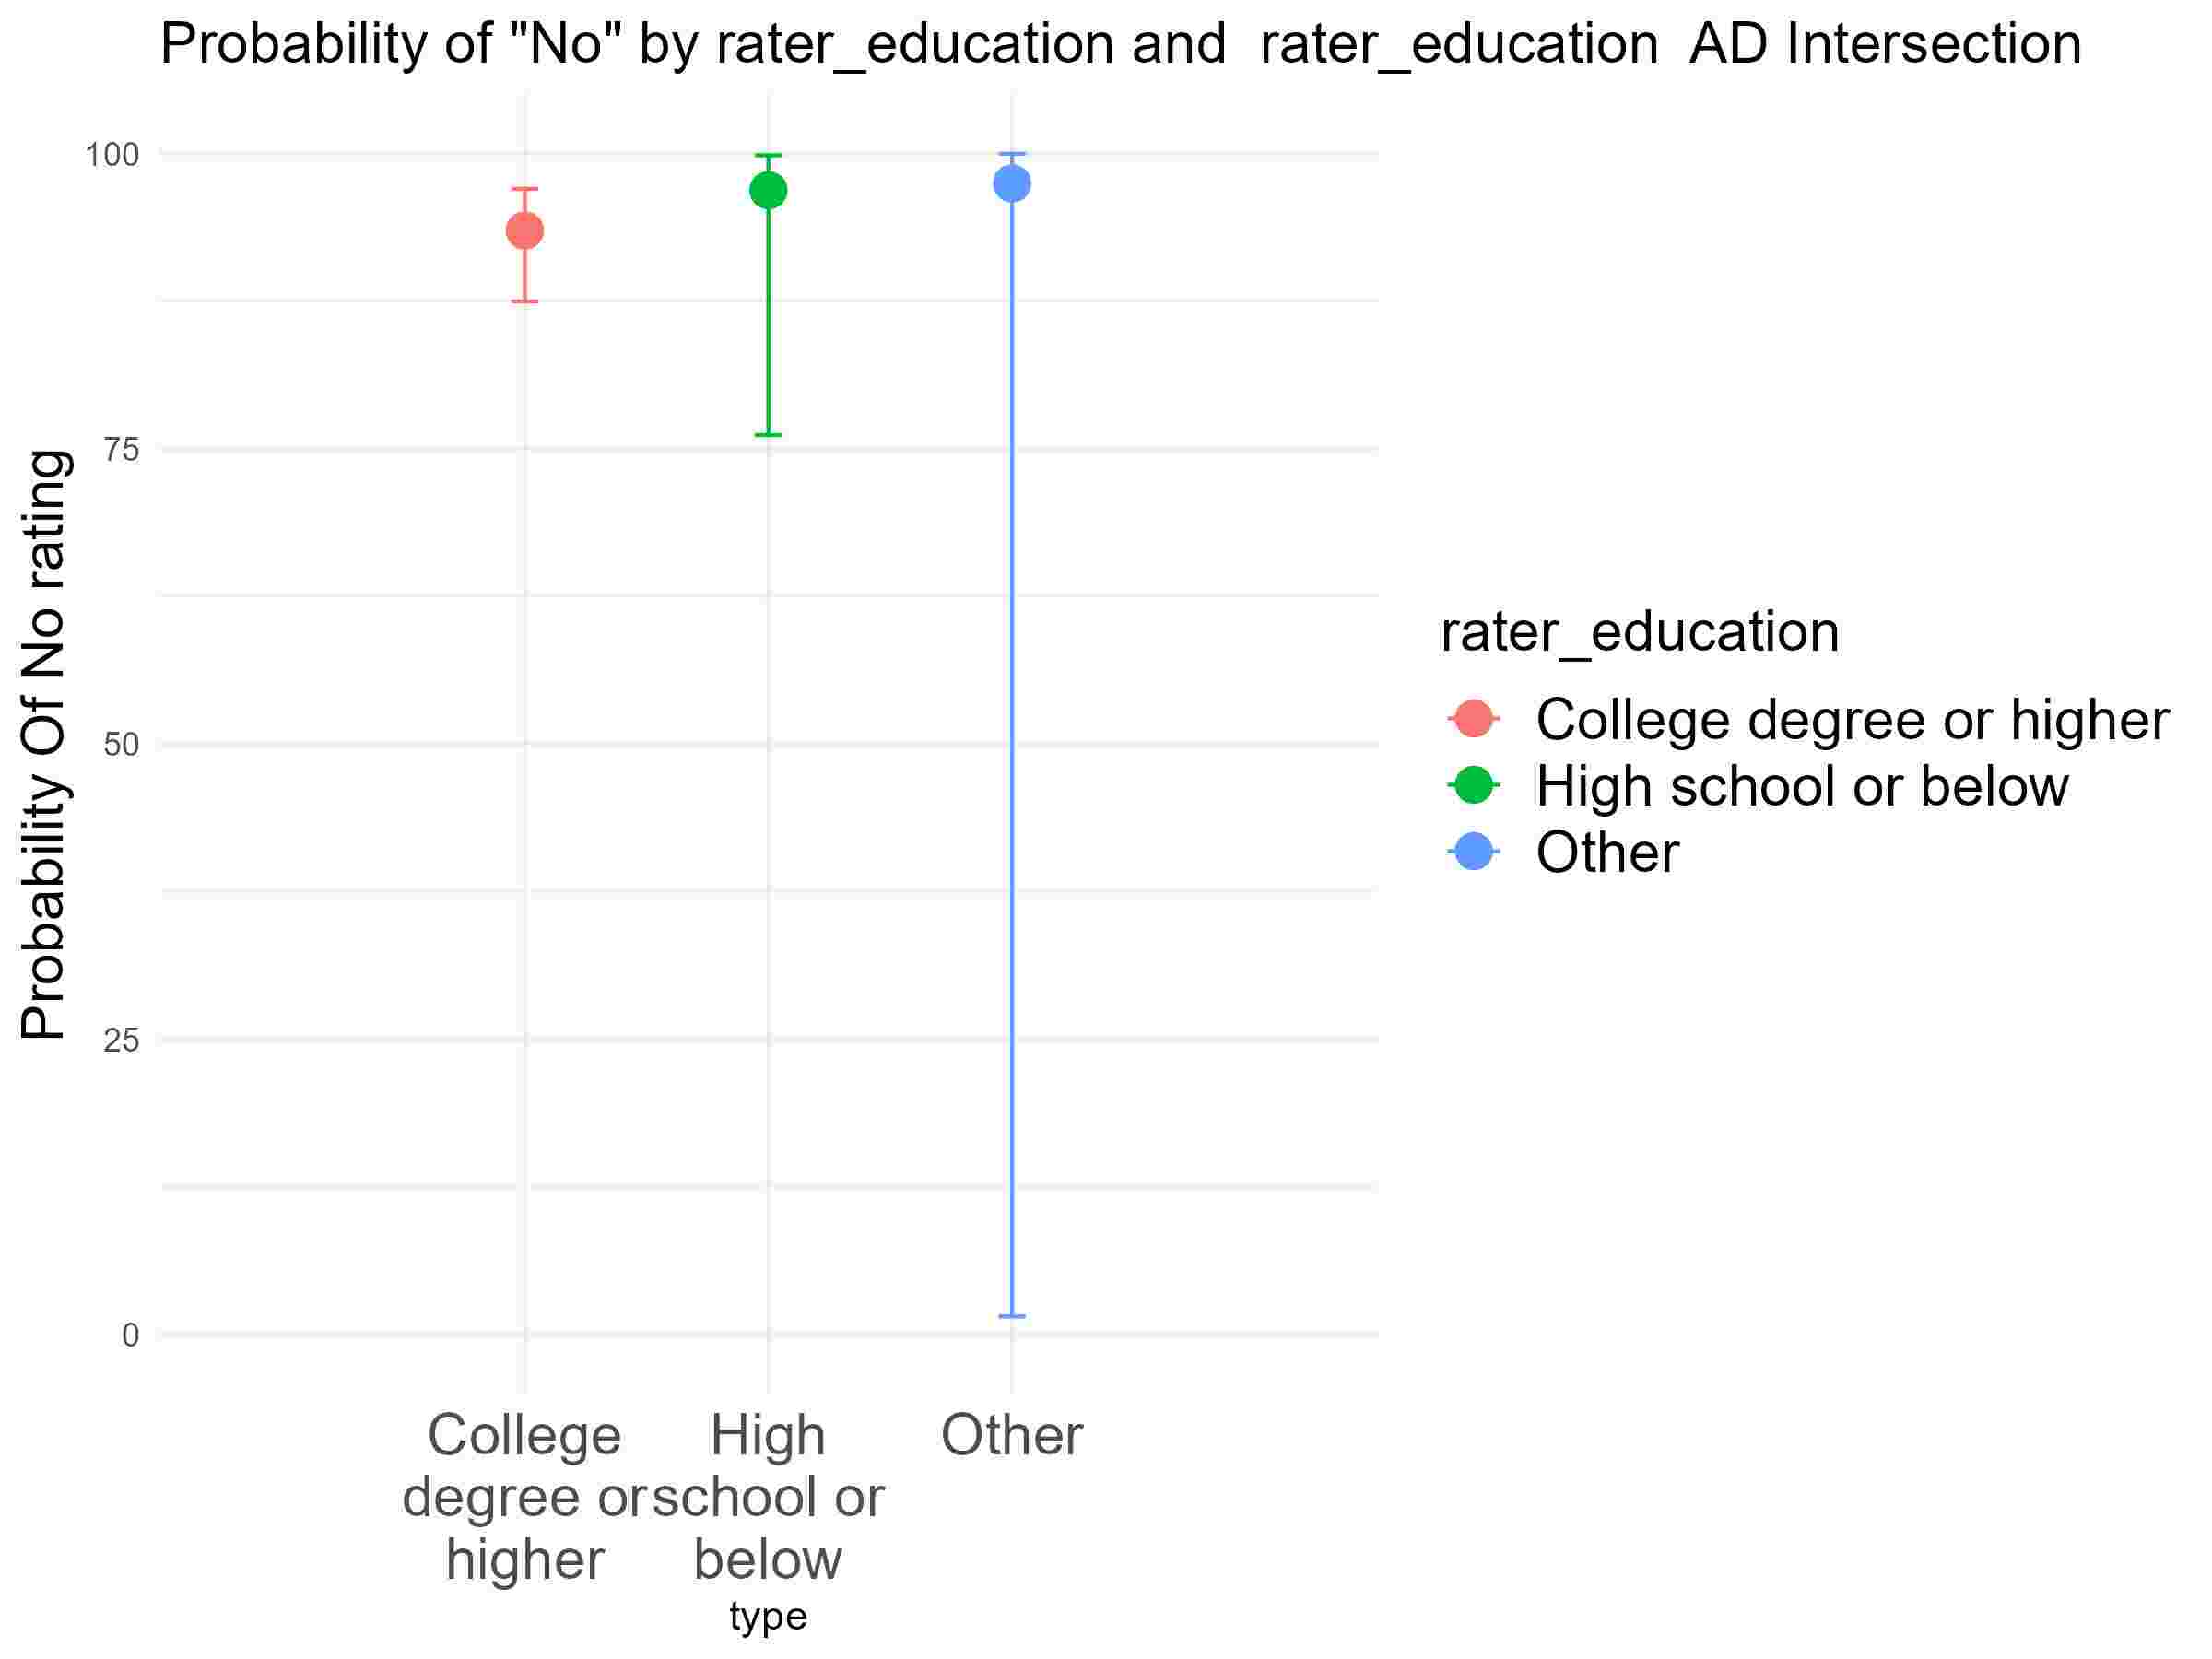 Probability of "No" by rater_education and  rater_education  AD Intersection
Probability Of No rating
100
75
50
25
0
College
degree or
higher
High
school or
below
Other
type
rater_education
College degree or higher
High school or below
Other